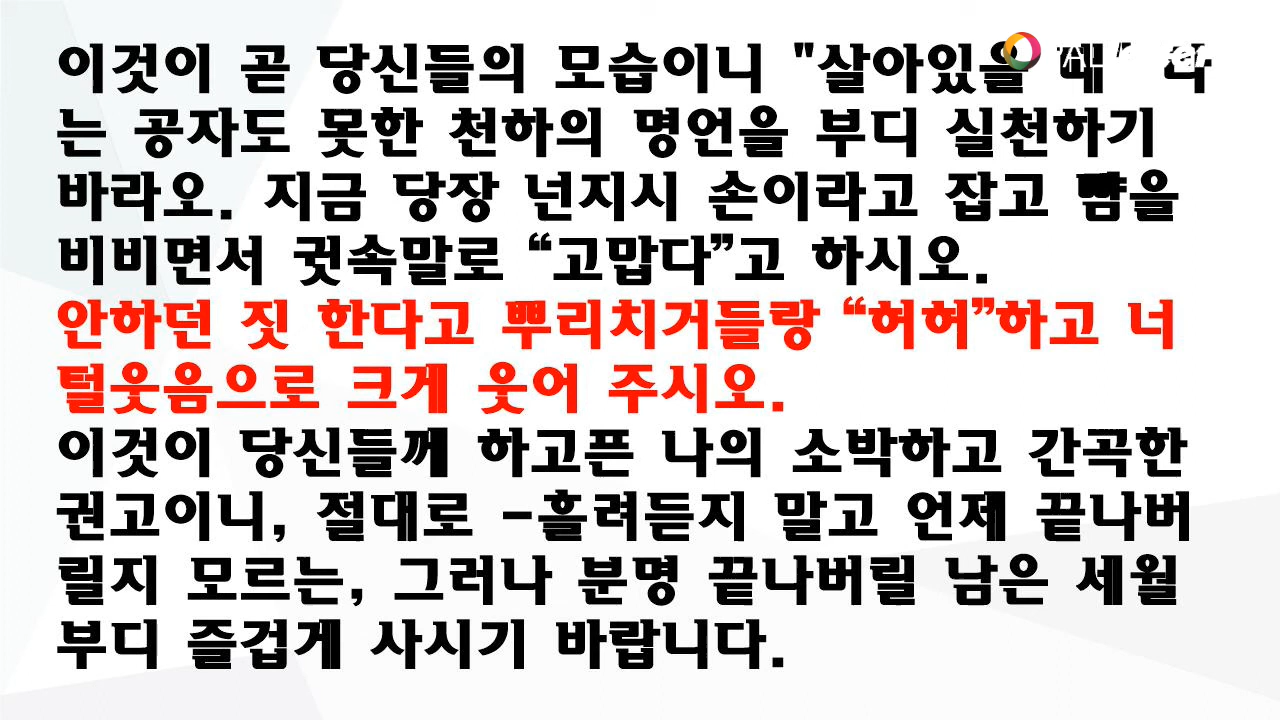 이것이 곧 당신들의 모습이니 "살아있을 때" 라
는 공자도 못한 천하의 명언을 부디 실천하기
바라오. 지금 당장 넌지시 손이라고 잡고 뺨을
비비면서 귓속말로 “고맙다”고 하시오.
안하던 짓 한다고 뿌리치거들랑 “허허”하고 너
털웃음으로 크게 웃어 주시오.
이것이 당신들께 하고픈 나의 소박하고 간곡한
권고이니, 절대로 -흘려듣지 말고 언제 끝나버
릴지 모르는, 그러나 분명 끝나버릴 남은 세월
부디 즐겁게 사시기 바랍니다.